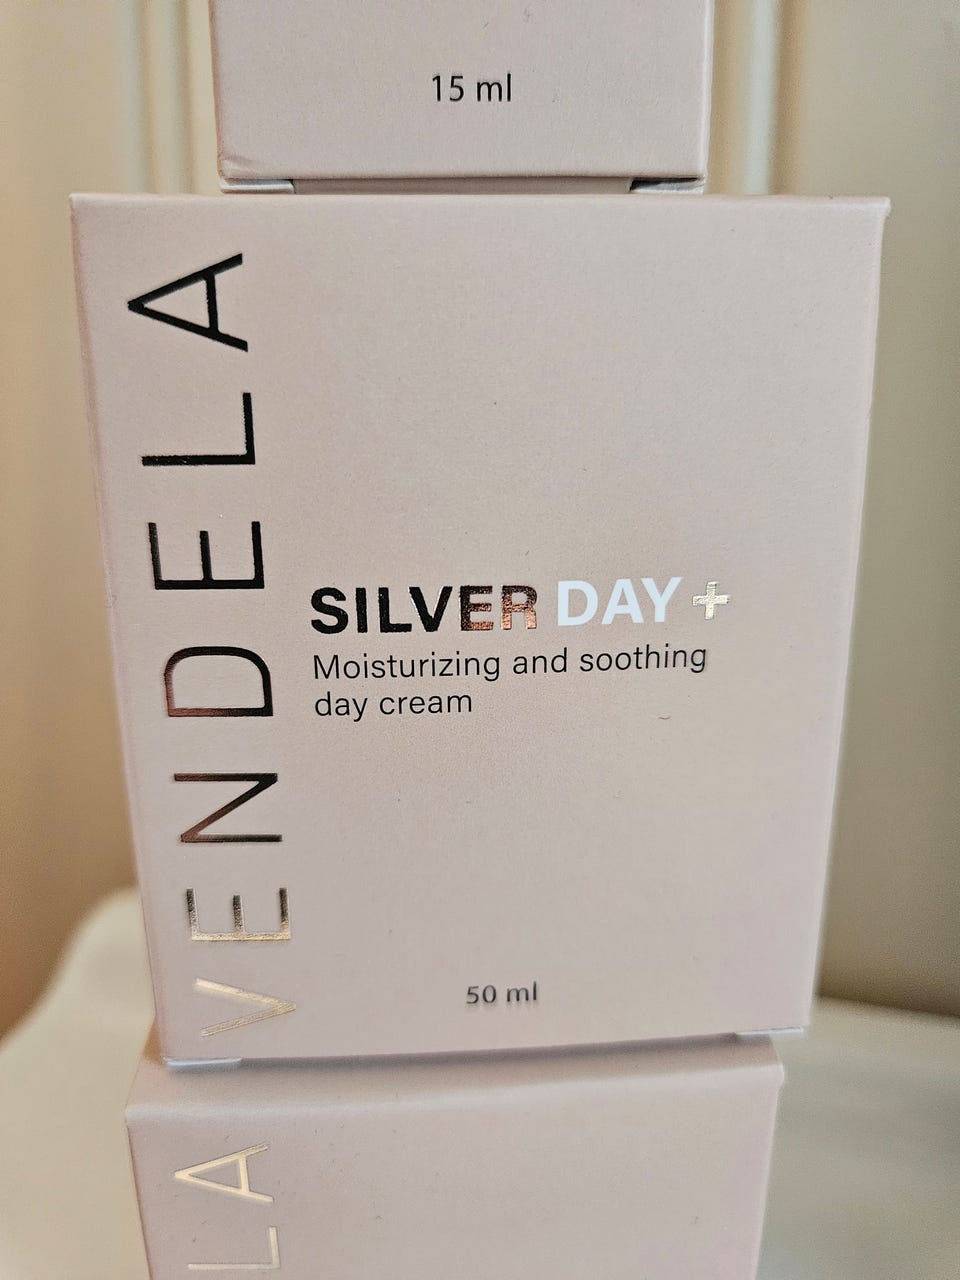 15 ml
VENDELA
SILVER DAY +
Moisturizing and soothing
day cream
50 ml
LA